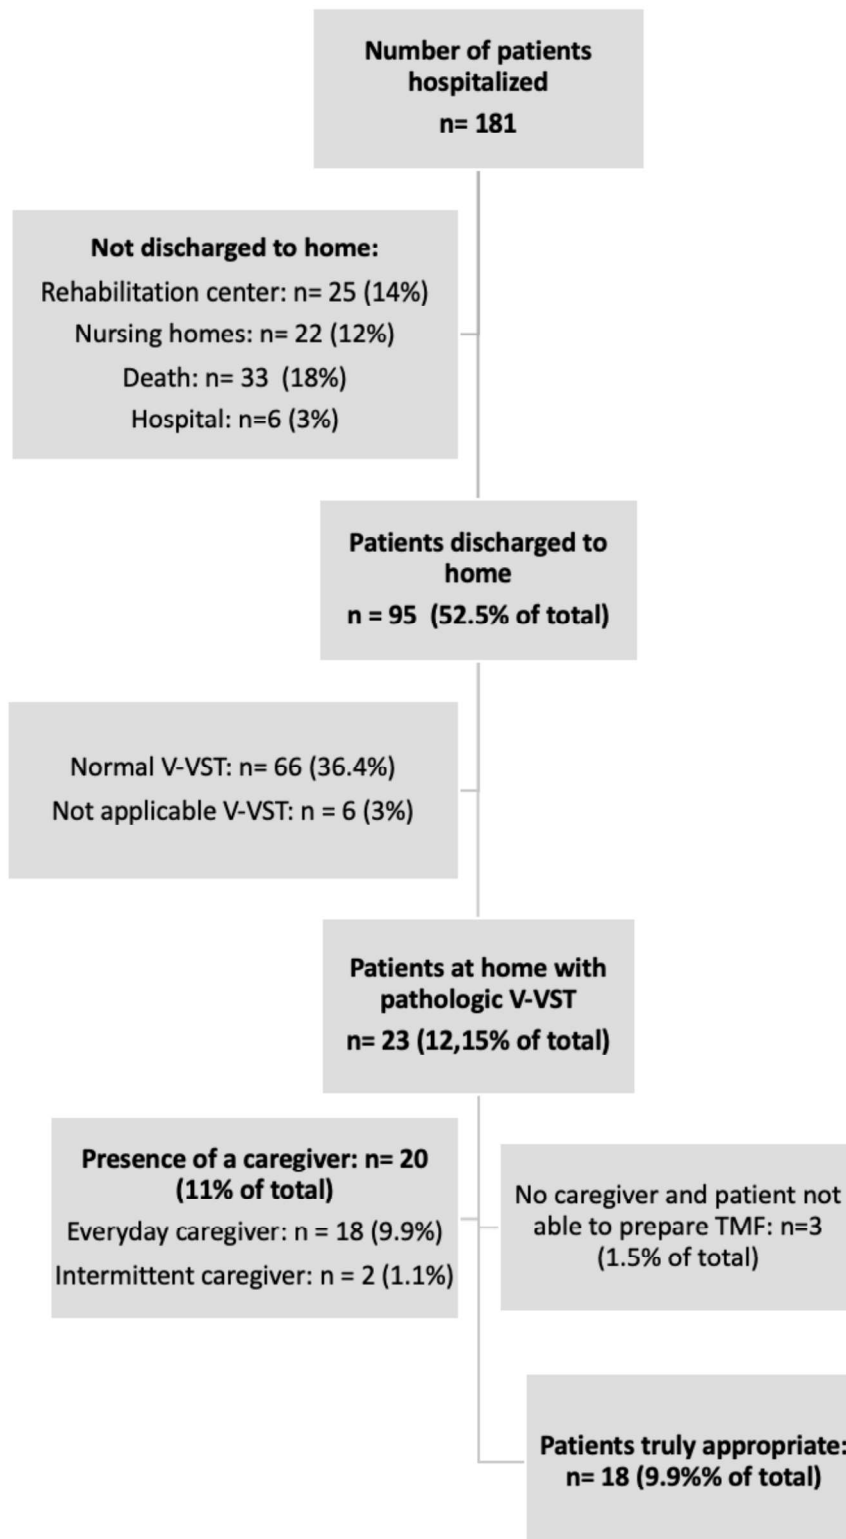 Number of patients
hospitalized
n= 181
Not discharged to home:
Rehabilitation center: n= 25 (14%)
Nursing homes: n= 22 (12%)
Death: n= 33 (18%)
Hospital: n=6 (3%)
Patients discharged to
home
n = 95 (52.5% of total)
Normal V-VST: n= 66 (36.4%)
Not applicable V-VST: n = 6 (3%)
Patients at home with
pathologic V-VST
n= 23 (12,15% of total)
Presence of a caregiver: n= 20
(11% of total)
Everyday caregiver: n = 18 (9.9%)
Intermittent caregiver: n = 2 (1.1%)
No caregiver and patient not
able to prepare TMF: n=3
(1.5% of total)
Patients truly appropriate:
n= 18 (9.9%% of total)